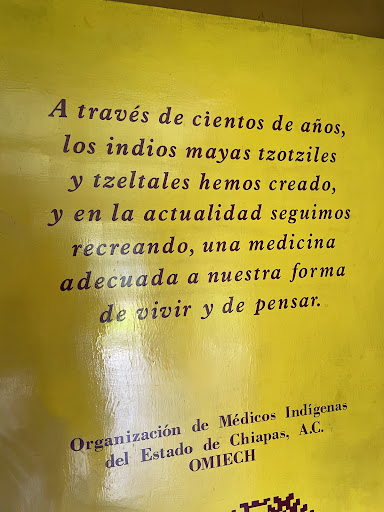 A través de cientos de años,
los indios mayas tzotziles
y tzeltales hemos creado,
y en la actualidad seguimos
recreando, una medicina
adecuada a nuestra forma
de vivir y de pensar.
Organización de Médicos Indígenas
del Estado de Chiapas, A.C.
OMIECH